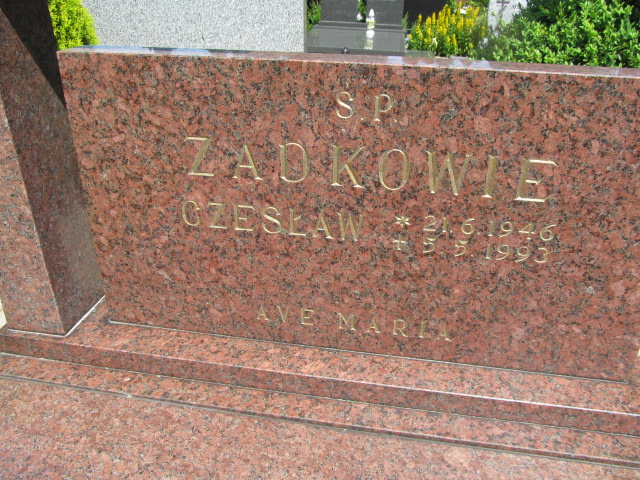 S. P.
ZADKOWIE
CZESŁAW * 21.6.1946
+ 5.5.1993
AVE MARIA